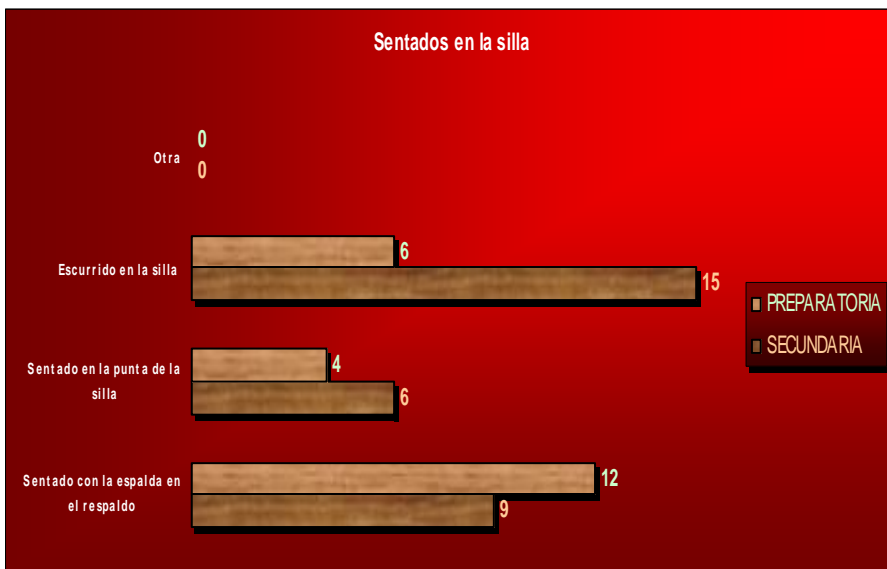 Sentados en la silla
Otra
0
0
Escurrido en la silla
6
15
PREPARATORIA
SECUNDARIA
Sentado en la punta de la
silla
4
6
Sentado con la espalda en
el respaldo
12
9